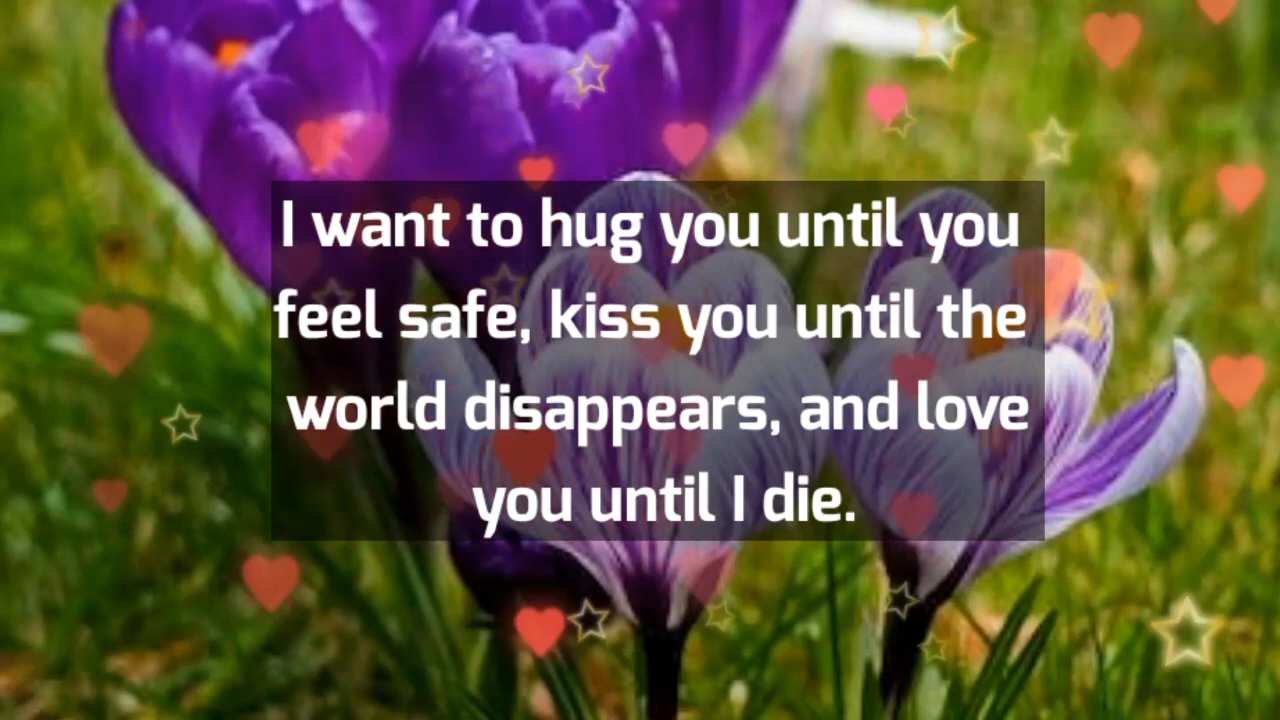 I want to hug you until you
feel safe, kiss you until the
world disappears, and love
you until I die.